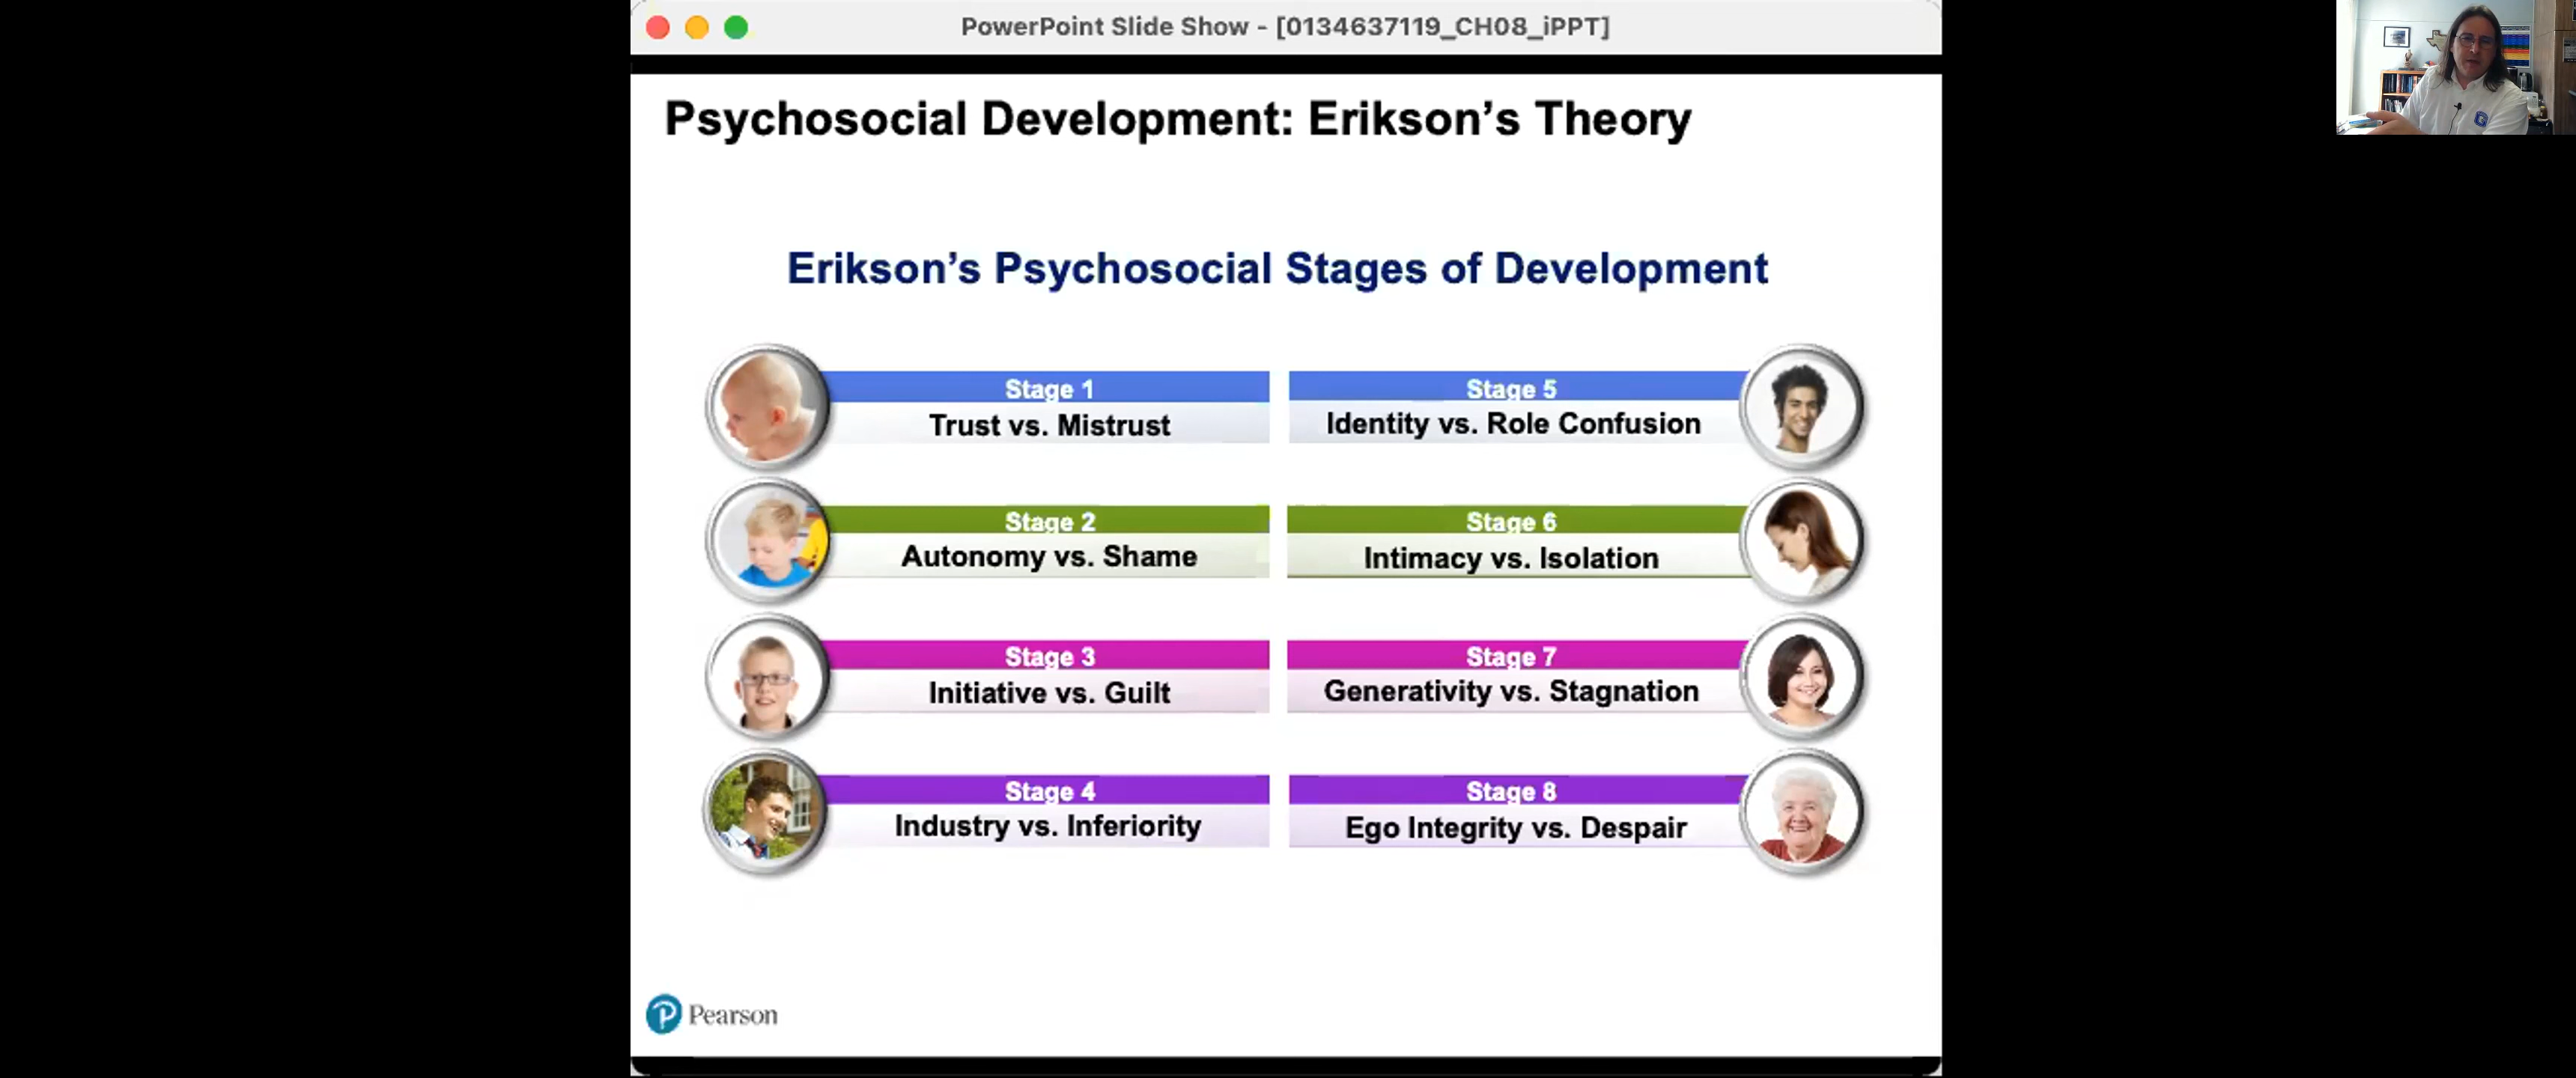 PowerPoint Slide Show - [0134637119_CH08_iPPT]
Psychosocial Development: Erikson's Theory
Erikson's Psychosocial Stages of Development
Stage 1
Trust vs. Mistrust
Stage 2
Autonomy vs. Shame
Stage 3
Initiative vs. Guilt
Stage 4
Industry vs. Inferiority
Stage 5
Identity vs. Role Confusion
Stage 6
Intimacy vs. Isolation
Stage 7
Generativity vs. Stagnation
Stage 8
Ego Integrity vs. Despair
Pearson